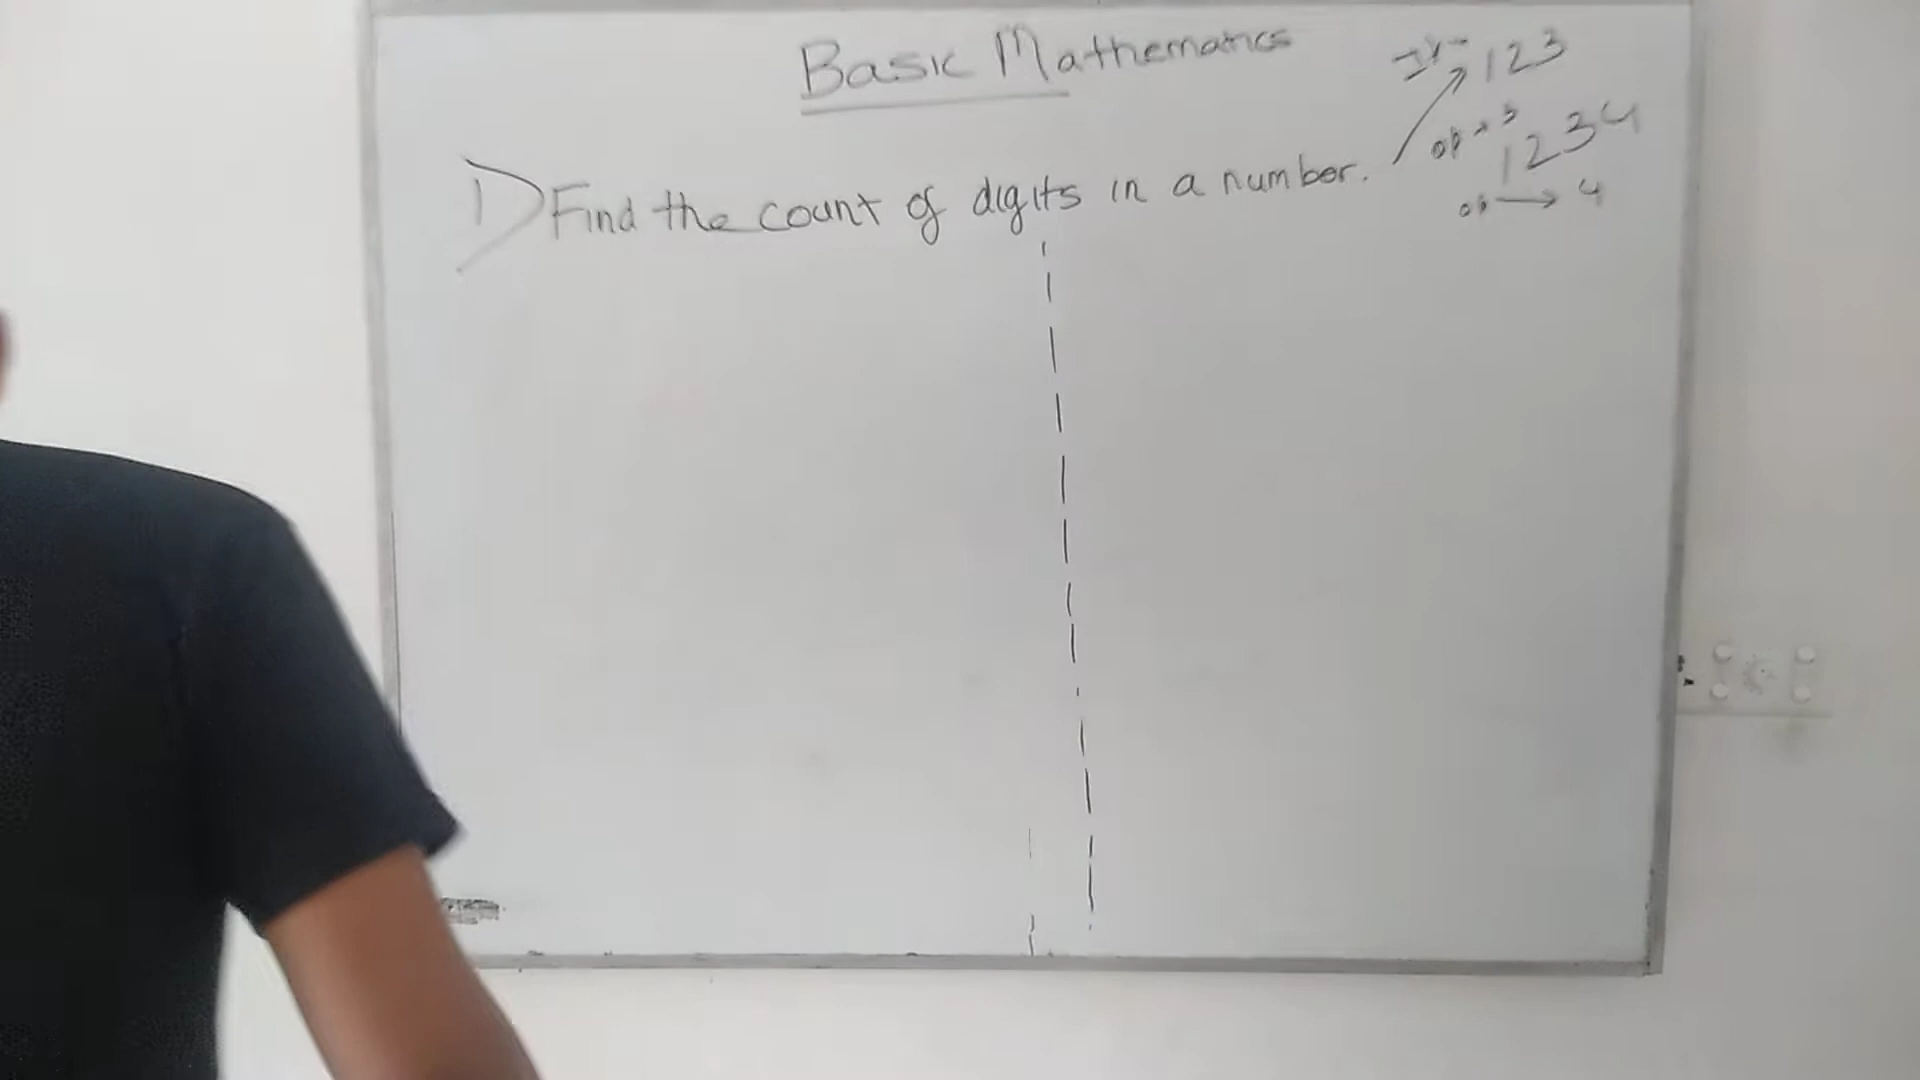 Basic Mathematics
1) Find the count of digits in a number.
123
op → 3
1234
op → 4